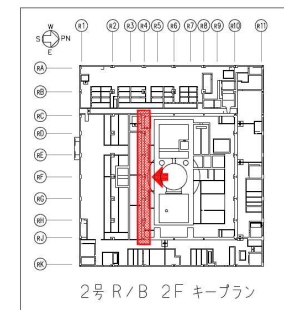 W
S PN
E
R1 R2 R3 R4 R5 R6 R7 R8 R9 R10 R11
RA
RB
RC
RD
RE
RF
RG
RH
RJ
RK
2号 R/B 2F キープラン